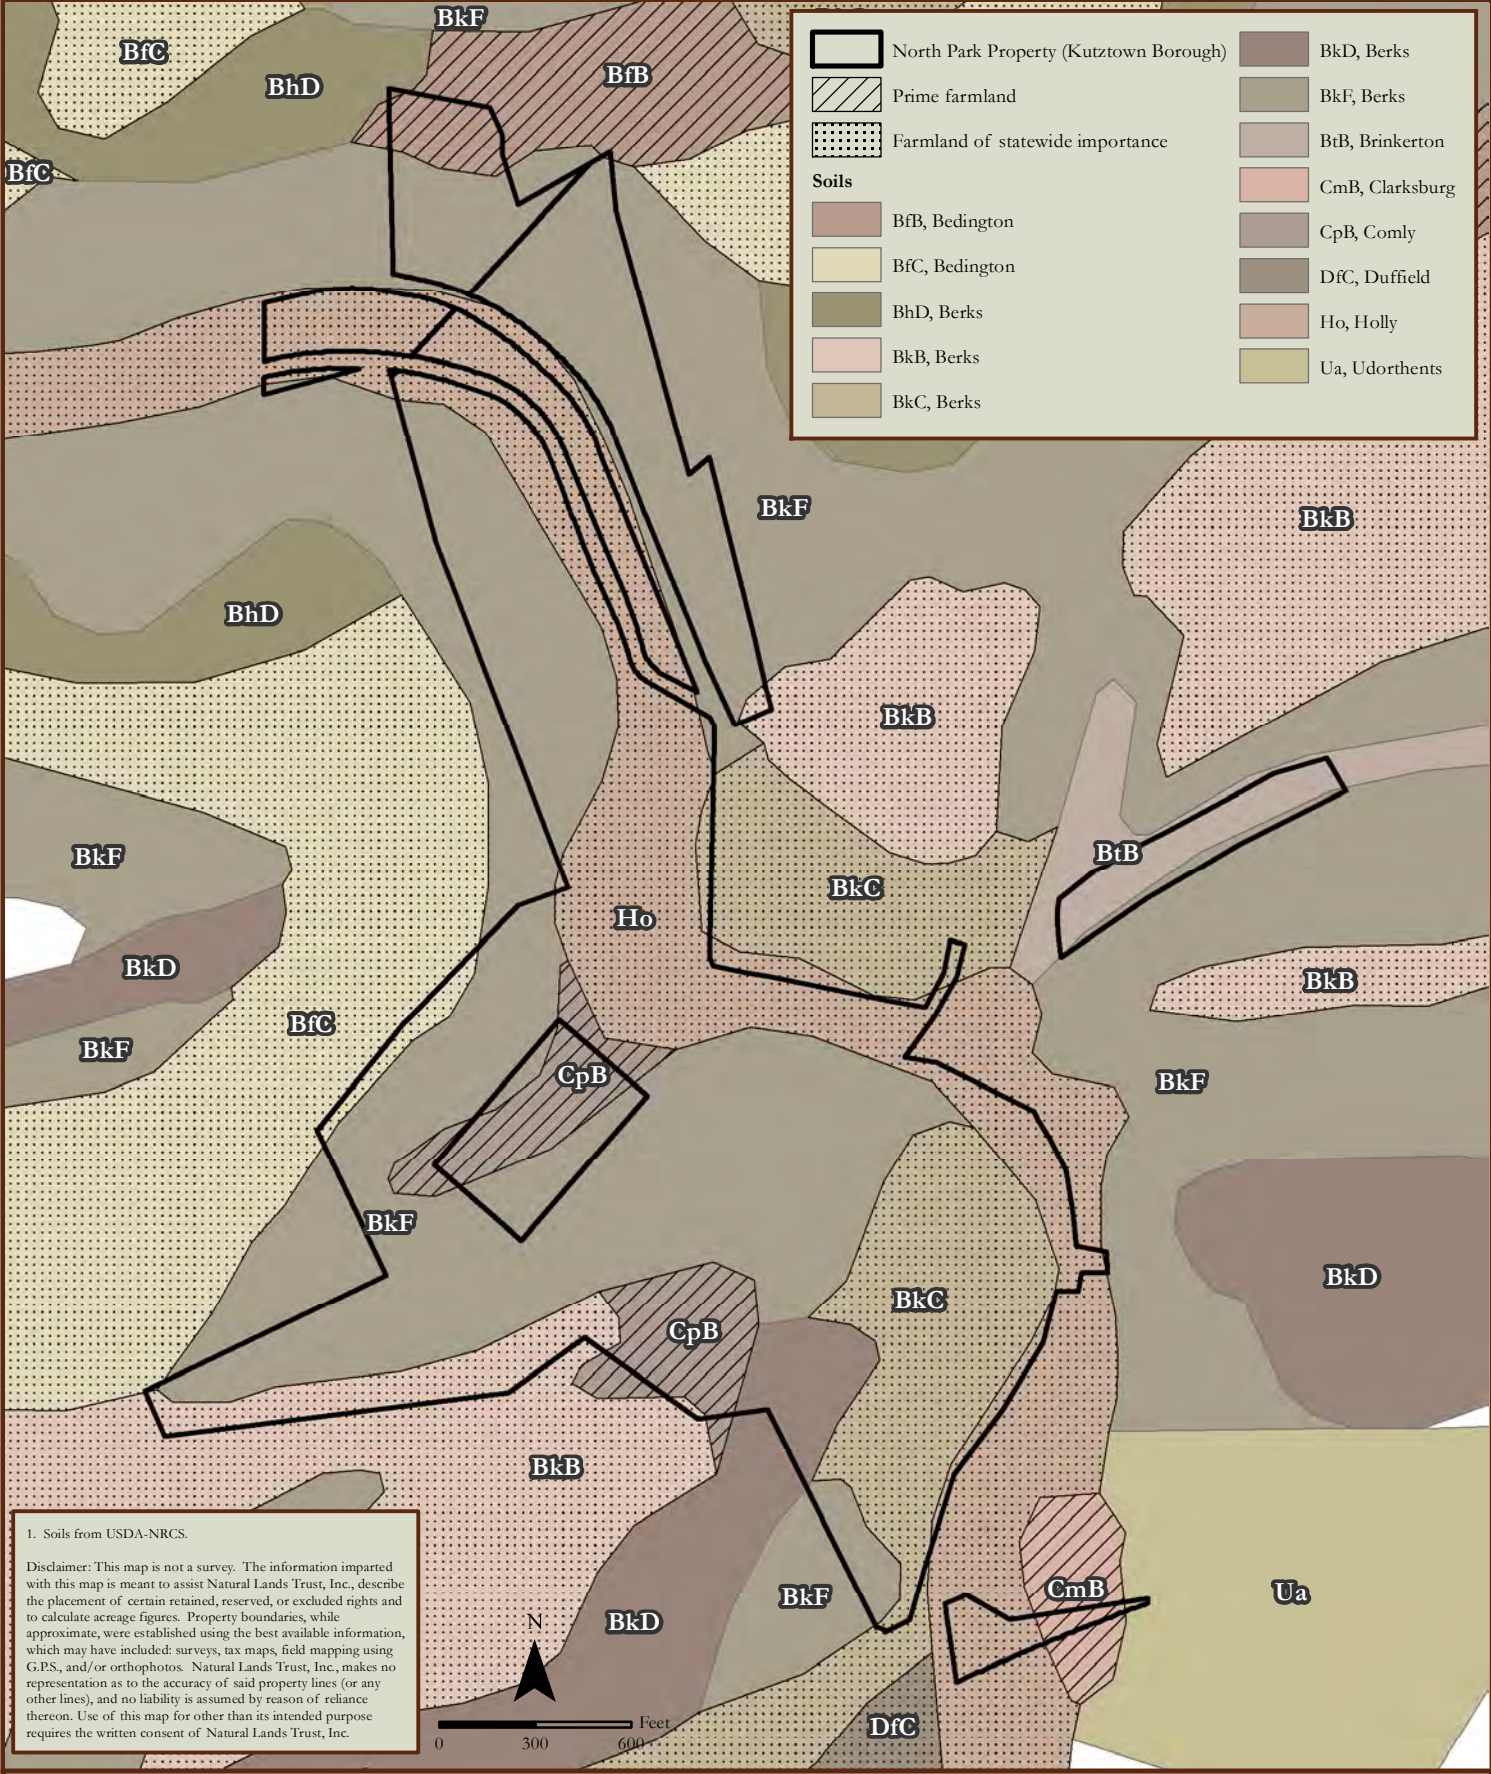 BkF
BfC
BhD
BfB
BfC
North Park Property (Kutztown Borough)
Prime farmland
Farmland of statewide importance
Soils
BfB, Bedington
BfC, Bedington
BhD, Berks
BkB, Berks
BkC, Berks
BkD, Berks
BkF, Berks
BtB, Brinkerton
CmB, Clarksburg
CpB, Comly
DfC, Duffield
Ho, Holly
Ua, Udorthents
BkF
BkB
BhD
BkB
BkF
BtB
BkC
Ho
BkD
BkB
BfC
BkF
CpB
BkF
BkF
BkD
BkC
CpB
BkB
BkF
CmB
Ua
BkD
DfC
1. Soils from USDA-NRCS.
Disclaimer: This map is not a survey. The information imparted
with this map is meant to assist Natural Lands Trust, Inc., describe
the placement of certain retained, reserved, or excluded rights and
to calculate acreage figures. Property boundaries, while
approximate, were established using the best available information,
which may have included: surveys, tax maps, field mapping using
G.P.S., and/or orthophotos. Natural Lands Trust, Inc., makes no
representation as to the accuracy of said property lines (or any
other lines), and no liability is assumed by reason of reliance
thereon. Use of this map for other than its intended purpose
requires the written consent of Natural Lands Trust, Inc.
N
Feet
0 300 600